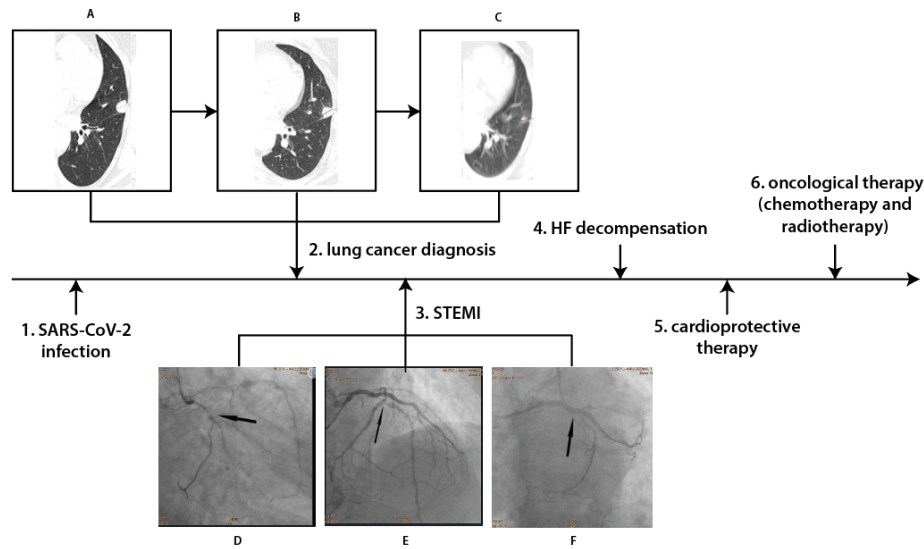 A
B
C
6. oncological therapy
(chemotherapy and
radiotherapy)
4. HF decompensation
2. lung cancer diagnosis
1. SARS-CoV-2
infection
3. STEMI
5. cardioprotective
therapy
D
E
F